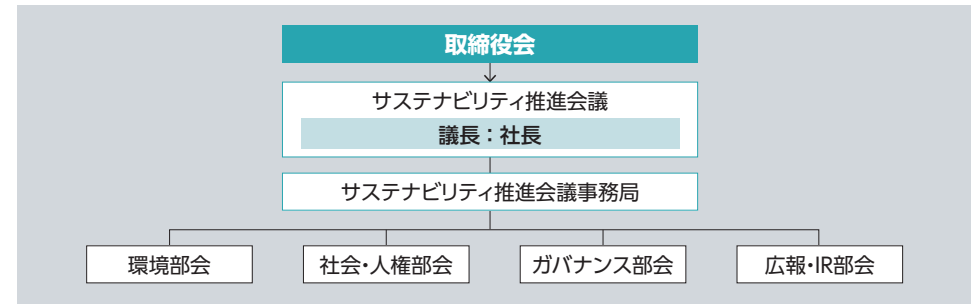 取締役会
サステナビリティ推進会議
議長：社長
サステナビリティ推進会議事務局
環境部会
社会・人権部会
ガバナンス部会
広報・IR部会